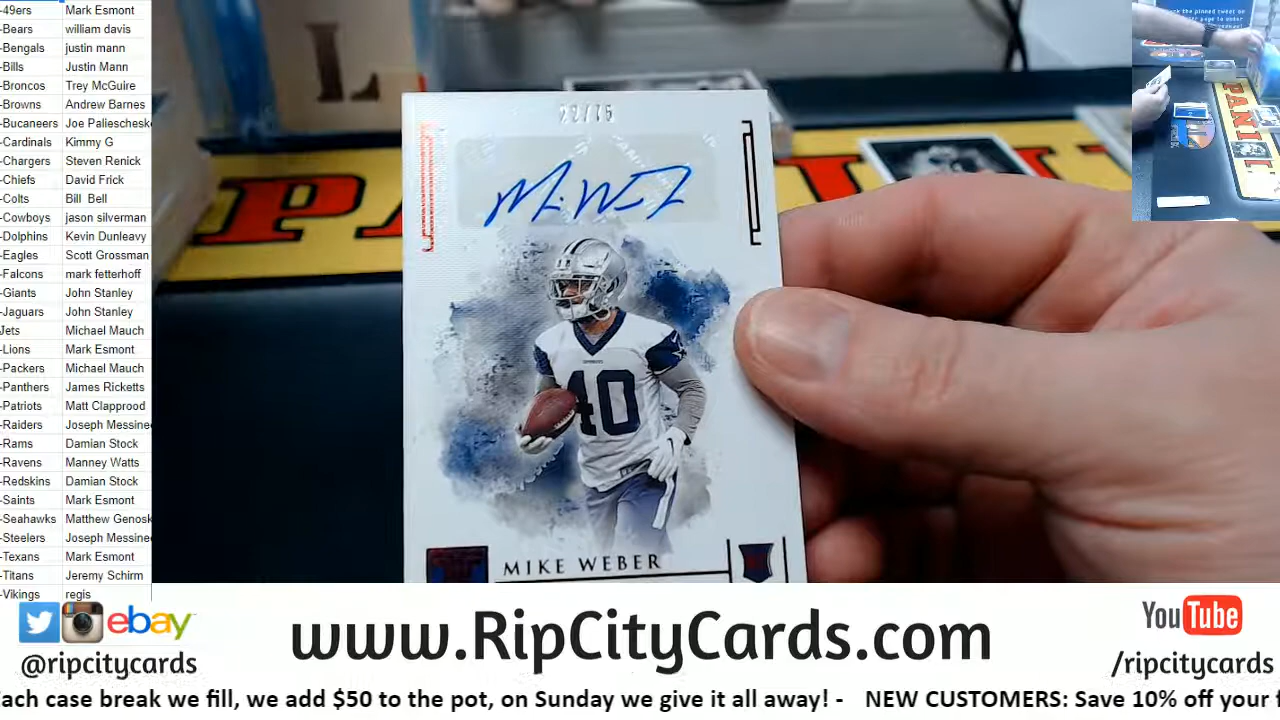 -49ers Mark Esmont
-Bears william davis
-Bengals justin mann
-Bills Justin Mann
-Broncos Trey McGuire
-Browns Andrew Barnes
-Bucaneers Joe Paliescheske
-Cardinals Kimmy G
-Chargers Steven Renick
-Chiefs David Frick
-Colts Bill Bell
-Cowboys jason silverman
-Dolphins Kevin Dunleavy
-Eagles Scott Grossman
-Falcons mark fetterhoff
-Giants John Stanley
-Jaguars John Stanley
Jets Michael Mauch
-Lions Mark Esmont
-Packers Michael Mauch
-Panthers James Ricketts
-Patriots Matt Clapprood
-Raiders Joseph Messinee
-Rams Damian Stock
-Ravens Manney Watts
-Redskins Damian Stock
-Saints Mark Esmont
-Seahawks Matthew Genosk
-Steelers Joseph Messine
-Texans Mark Esmont
-Titans Jeremy Schirm
-Vikings regis
PANINI
40
MIKE WEBER
ebay
@ripcitycards
www.RipCityCards.com
YouTube
/ripcitycards
Each case break we fill, we add $50 to the pot, on Sunday we give it all away! - NEW CUSTOMERS: Save 10% off your f